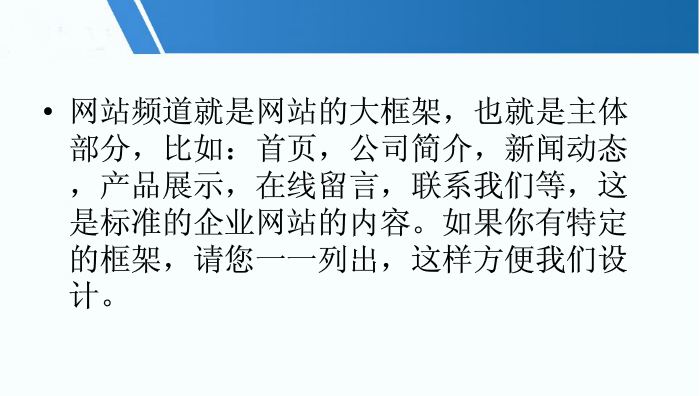 • 网站频道就是网站的大框架，也就是主体
部分，比如：首页，公司简介，新闻动态
，产品展示，在线留言，联系我们等，这
是标准的企业网站的内容。如果你有特定
的框架，请您一一列出，这样方便我们设
计。